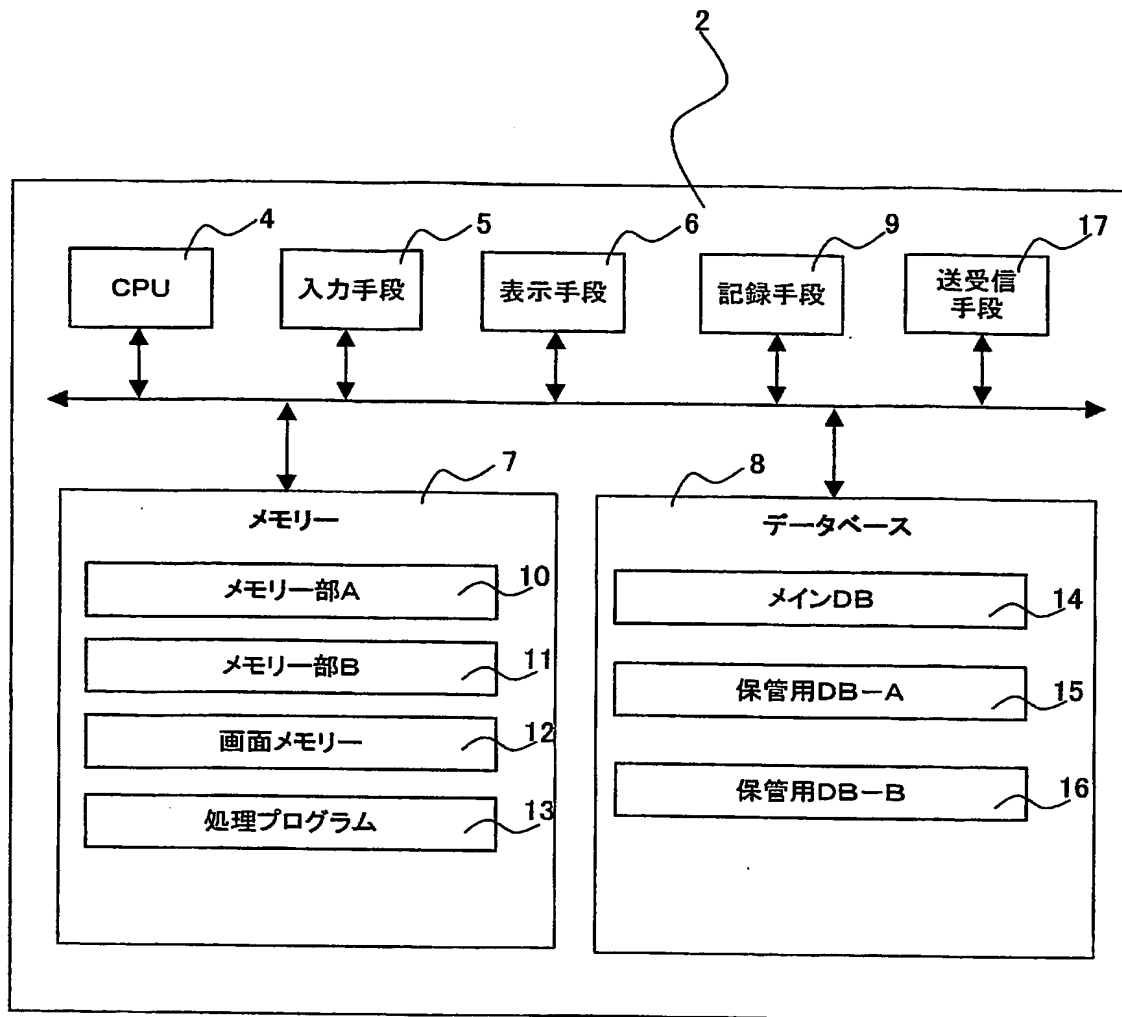 2
4
5
6
9
17
CPU
入力手段
表示手段
記録手段
送受信
手段
7
メモリー
メモリー部A
10
メモリー部B
11
画面メモリー
12
処理プログラム
13
8
データベース
メインDB
14
保管用DB－A
15
保管用DB－B
16